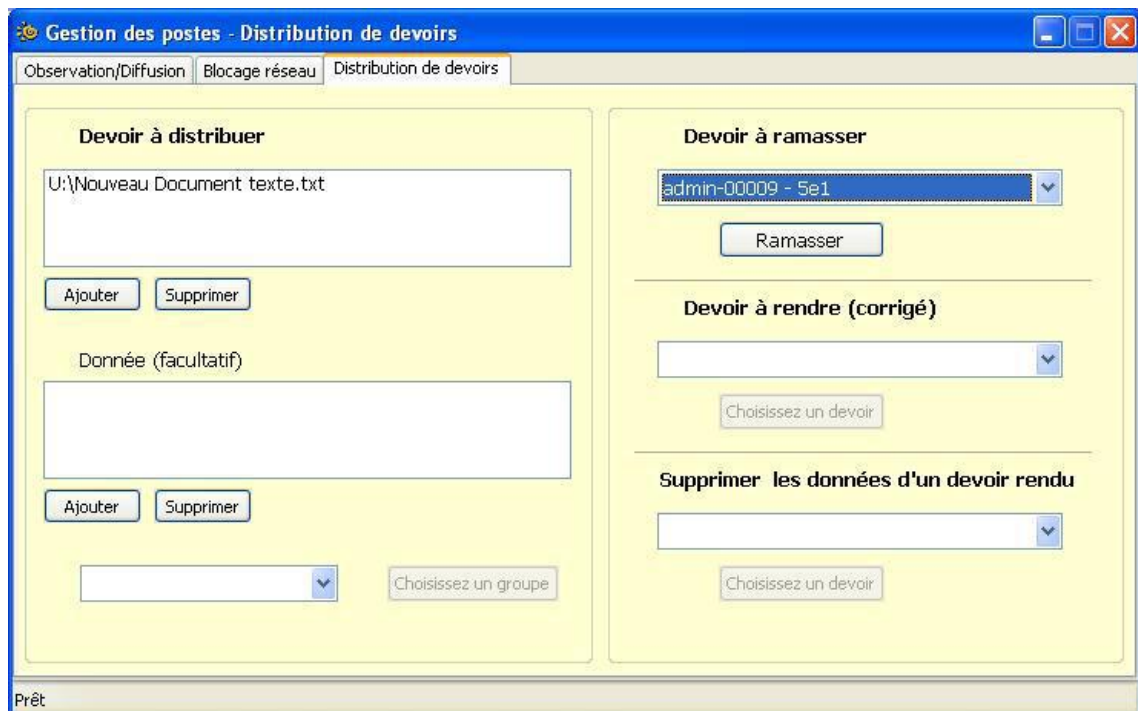 Gestion des postes - Distribution de devoirs
Observation/Diffusion Blocage réseau Distribution de devoirs
Devoir à distribuer
U:\Nouveau Document texte.txt
Ajouter Supprimer
Donnée (facultatif)
Ajouter Supprimer
Choisissez un groupe
Devoir à ramasser
admin-00009 - 5e1
Ramasser
Devoir à rendre (corrigé)
Choisissez un devoir
Supprimer les données d'un devoir rendu
Choisissez un devoir
Prêt